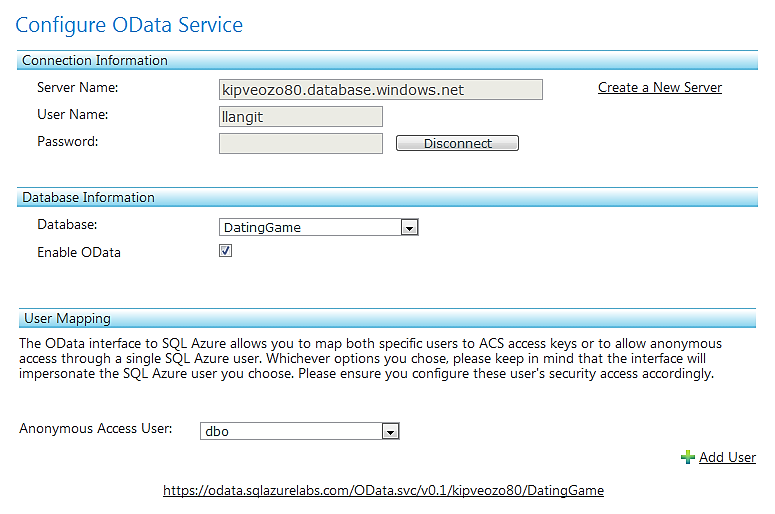 Configure OData Service
Connection Information
Server Name: kipveozo80.database.windows.net Create a New Server
User Name: llangit
Password: Disconnect
Database Information
Database: DatingGame
Enable OData
User Mapping
The OData interface to SQL Azure allows you to map both specific users to ACS access keys or to allow anonymous
access through a single SQL Azure user. Whichever options you chose, please keep in mind that the interface will
impersonate the SQL Azure user you choose. Please ensure you configure these user's security access accordingly.
Anonymous Access User: dbo
Add User
https://odata.sqlazurelabs.com/OData.svc/v0.1/kipveozo80/DatingGame